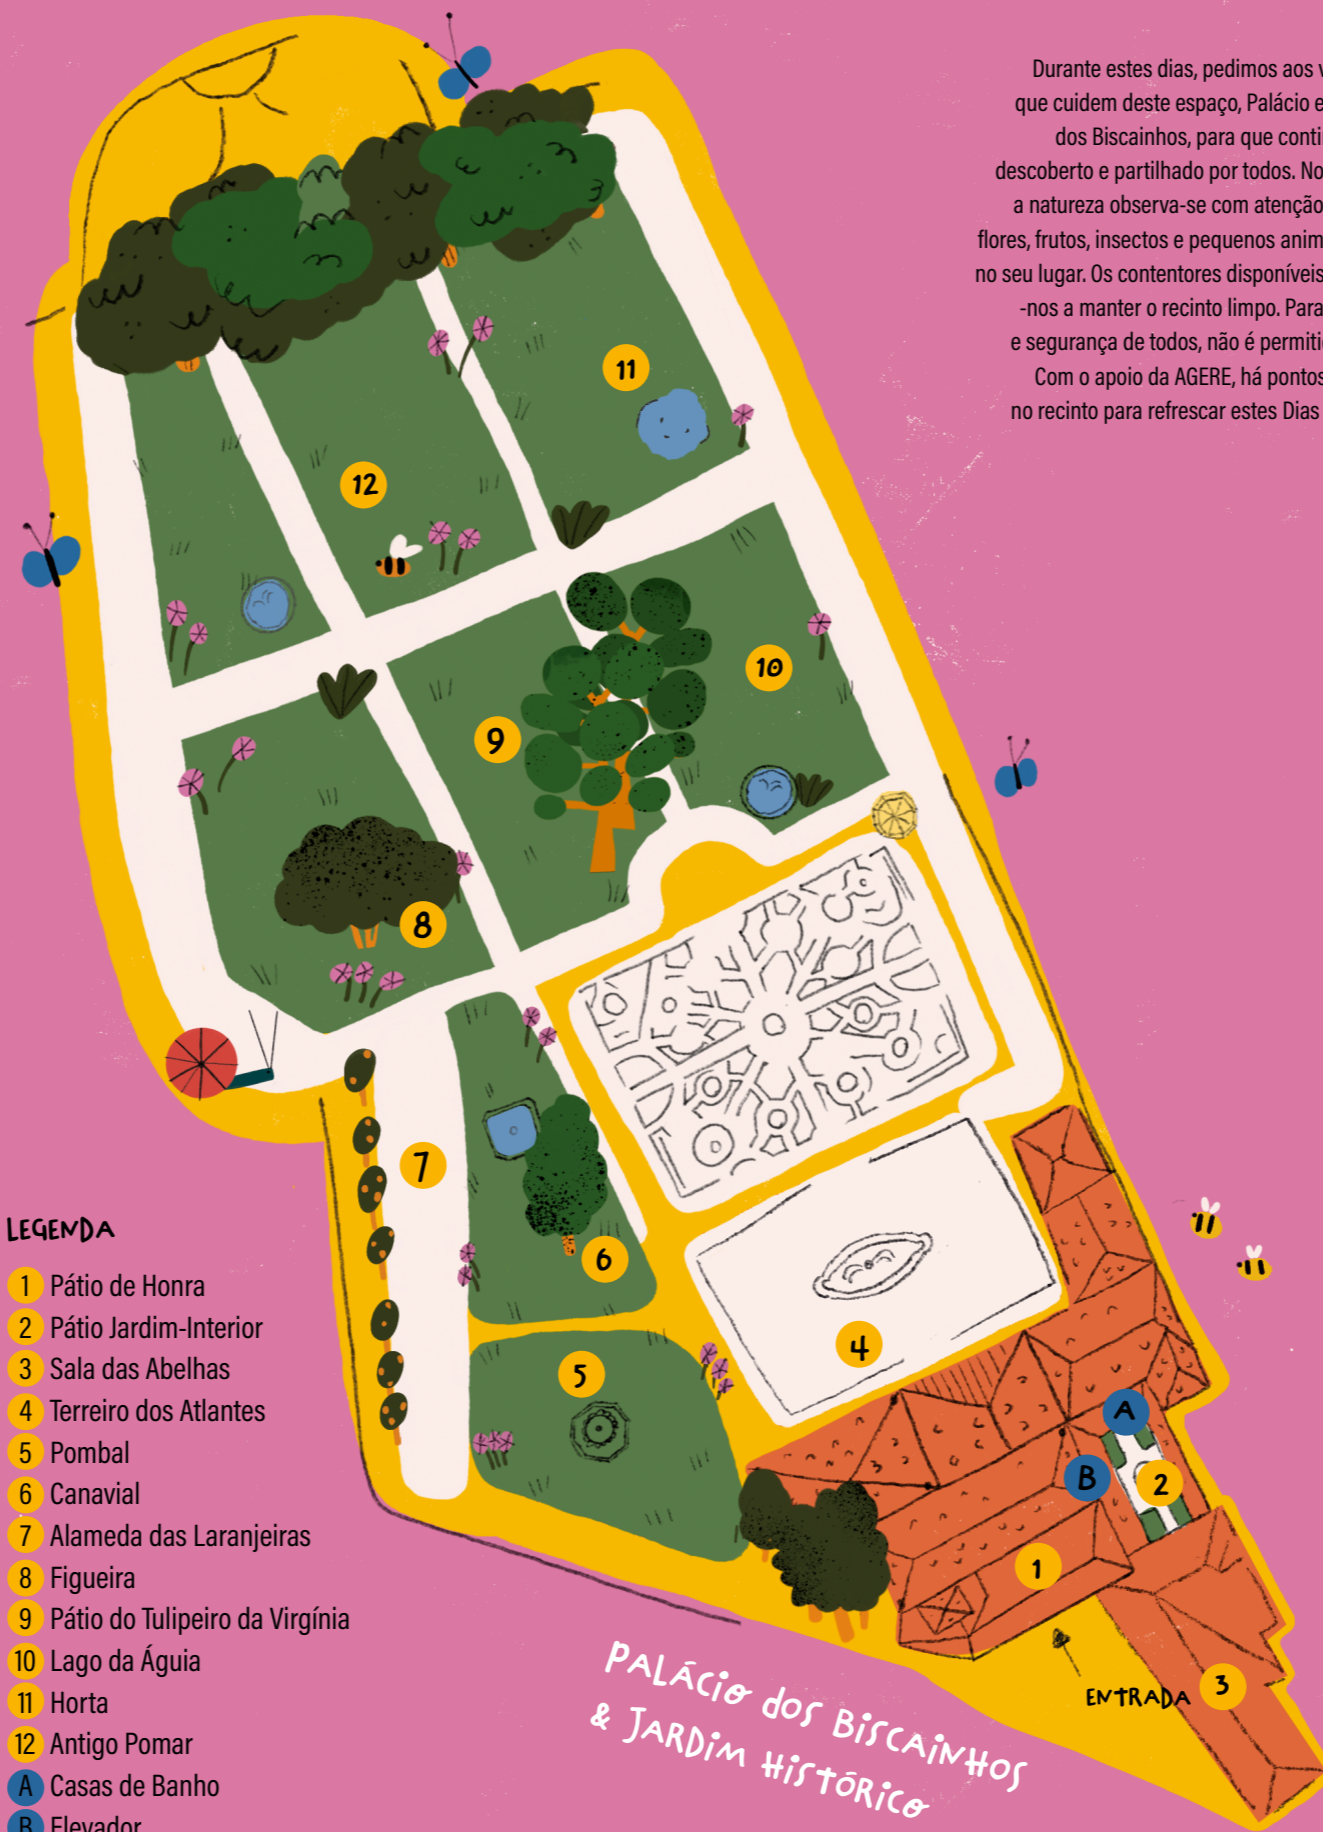 Durante estes dias, pedimos aos
que cuidem deste espaço, Palácio e
dos Biscainhos, para que
descoberto e partilhado por todos. No
a natureza observa-se com atenção
flores, frutos, insectos e pequenos
no seu lugar. Os contentores disponíveis
-nos a manter o recinto limpo. Para
e segurança de todos, não é
Com o apoio da AGERE, há pontos
no recinto para refrescar estes Dias
11
12
10
9
8
7
6
5
4
A
B
2
1
3
ENTRADA
PALÁCIO DOS BISCAINHOS
& JARDIM HISTÓRICO
LEGENDA
1 Pátio de Honra
2 Pátio Jardim-Interior
3 Sala das Abelhas
4 Terreiro dos Atlantes
5 Pombal
6 Canavial
7 Alameda das Laranjeiras
8 Figueira
9 Pátio do Tulipeiro da Virgínia
10 Lago da Águia
11 Horta
12 Antigo Pomar
A Casas de Banho
B Elevador